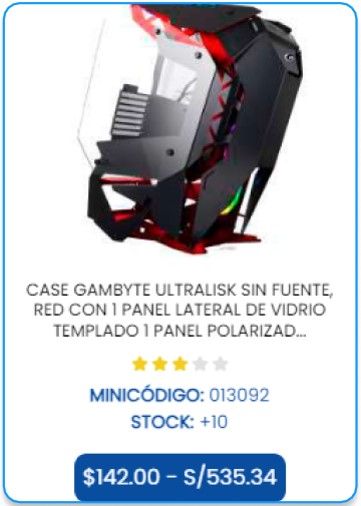 CASE GAMBYTE ULTRALISK SIN FUENTE,
RED CON 1 PANEL LATERAL DE VIDRIO
TEMPLADO 1 PANEL POLARIZAD...
MINICÓDIGO: 013092
STOCK: +10
$142.00 - S/535.34